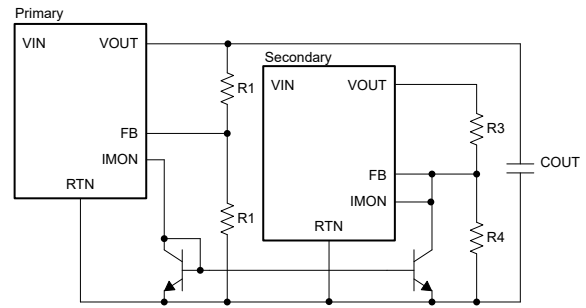 Primary
VIN
VOUT
R1
FB
IMON
RTN
R1
Secondary
VIN
VOUT
R3
FB
IMON
RTN
R4
COUT